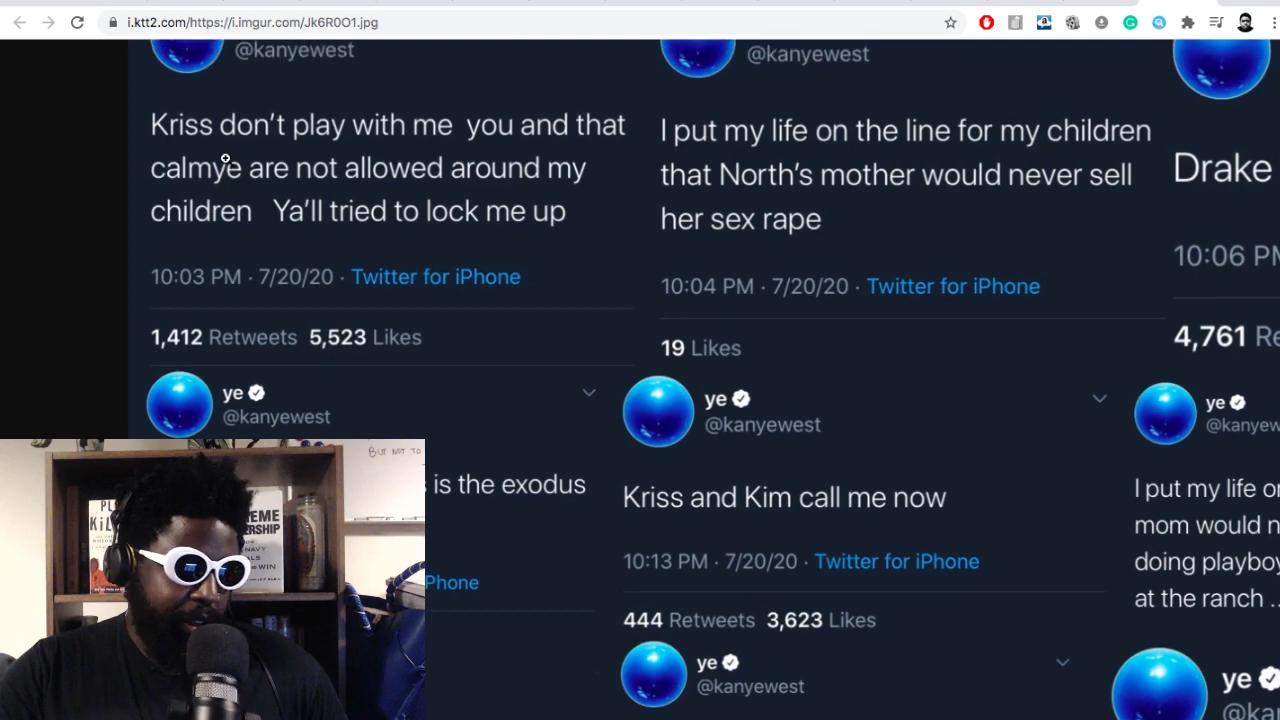 i.ktt2.com/https://i.imgur.com/Jk6R0O1.jpg
@kanyewest
Kriss don't play with me you and that
calmye are not allowed around my
children Ya'll tried to lock me up
10:03 PM · 7/20/20 · Twitter for iPhone
1,412 Retweets 5,523 Likes
@kanyewest
I put my life on the line for my children
that North's mother would never sell
her sex rape
10:04 PM · 7/20/20 · Twitter for iPhone
19 Likes
Drake
10:06 PM
4,761
ye
@kanyewest
is the exodus
Phone
ye
@kanyewest
Kriss and Kim call me now
10:13 PM · 7/20/20 · Twitter for iPhone
444 Retweets 3,623 Likes
ye
@kanyewest
ye
I put my life
mom would
doing playboy
at the ranch ..
ye
BUT NOT TO
WIN